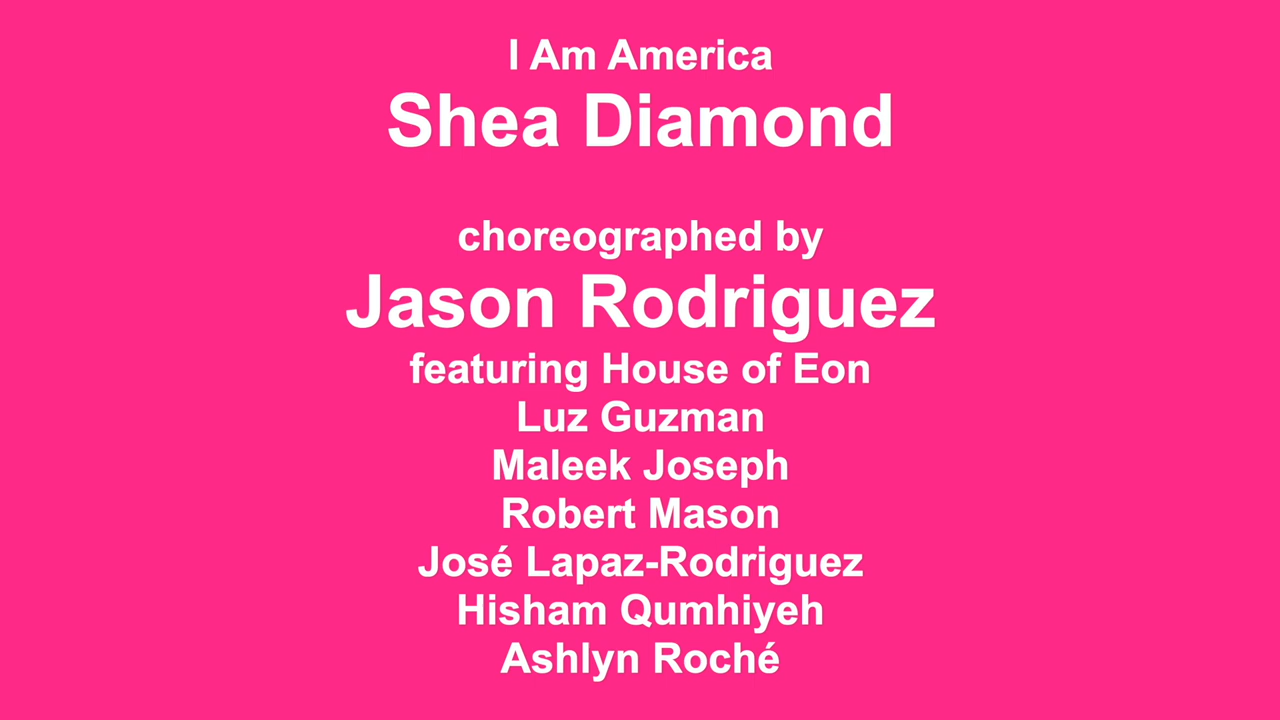 I Am America
Shea Diamond
choreographed by
Jason Rodriguez
featuring House of Eon
Luz Guzman
Maleek Joseph
Robert Mason
José Lapaz-Rodriguez
Hisham Qumhiyeh
Ashlyn Roché